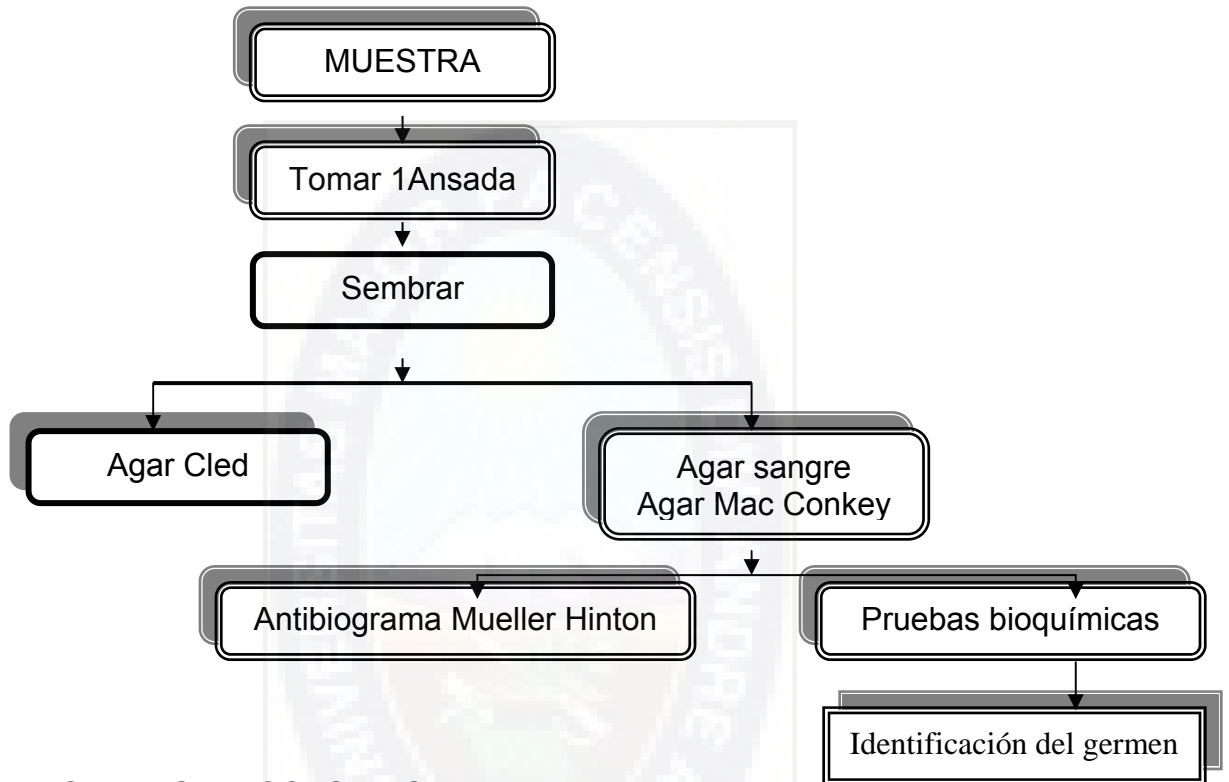 MUESTRA
Tomar 1Ansada
Sembrar
Agar Cled
Agar sangre
Agar Mac Conkey
Antibiograma Mueller Hinton
Pruebas bioquímicas
Identificación del germen